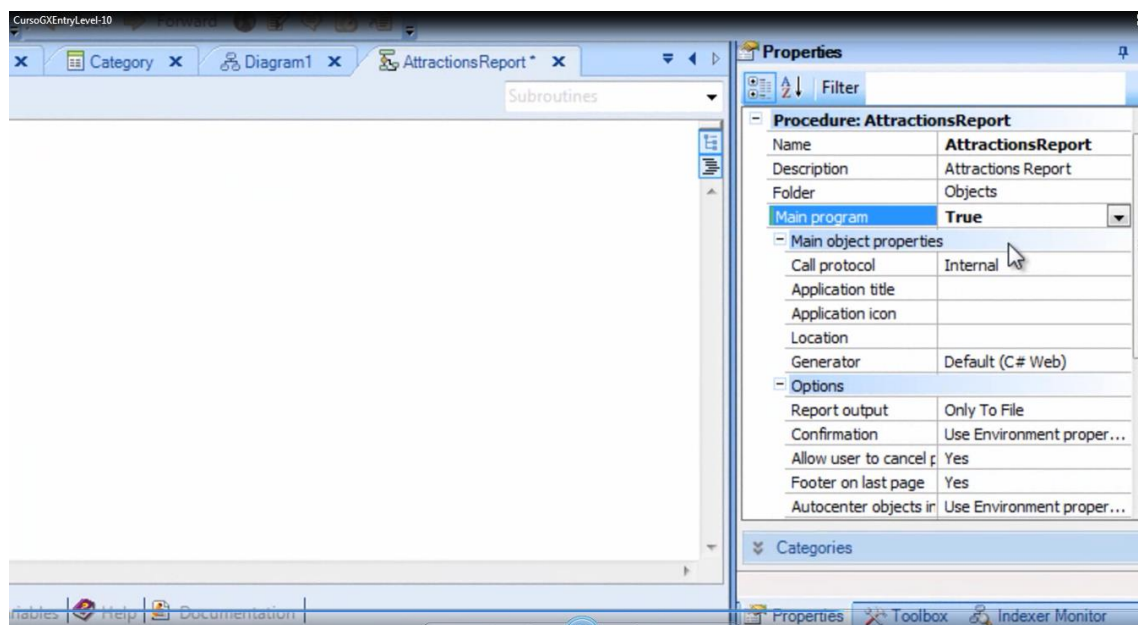 CursoGXEntryLevel-10
Forward
Category Diagram1 AttractionsReport *
Subroutines
Properties
Filter
Procedure: AttractionsReport
Name AttractionsReport
Description Attractions Report
Folder Objects
Main program True
Main object properties
Call protocol Internal
Application title
Application icon
Location
Generator Default (C# Web)
Options
Report output Only To File
Confirmation Use Environment proper...
Allow user to cancel p Yes
Footer on last page Yes
Autocenter objects in Use Environment proper...
Categories
riables Help Documentation
Properties Toolbox Indexer Monitor